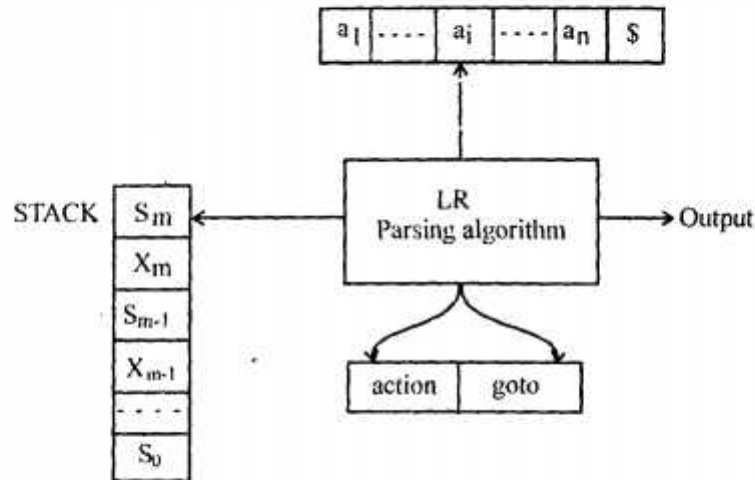 a₁ ---- aᵢ ---- aₙ $
STACK
Sₘ
Xₘ
Sₘ₋₁
Xₘ₋₁
----
S₀
LR
Parsing algorithm
Output
action goto